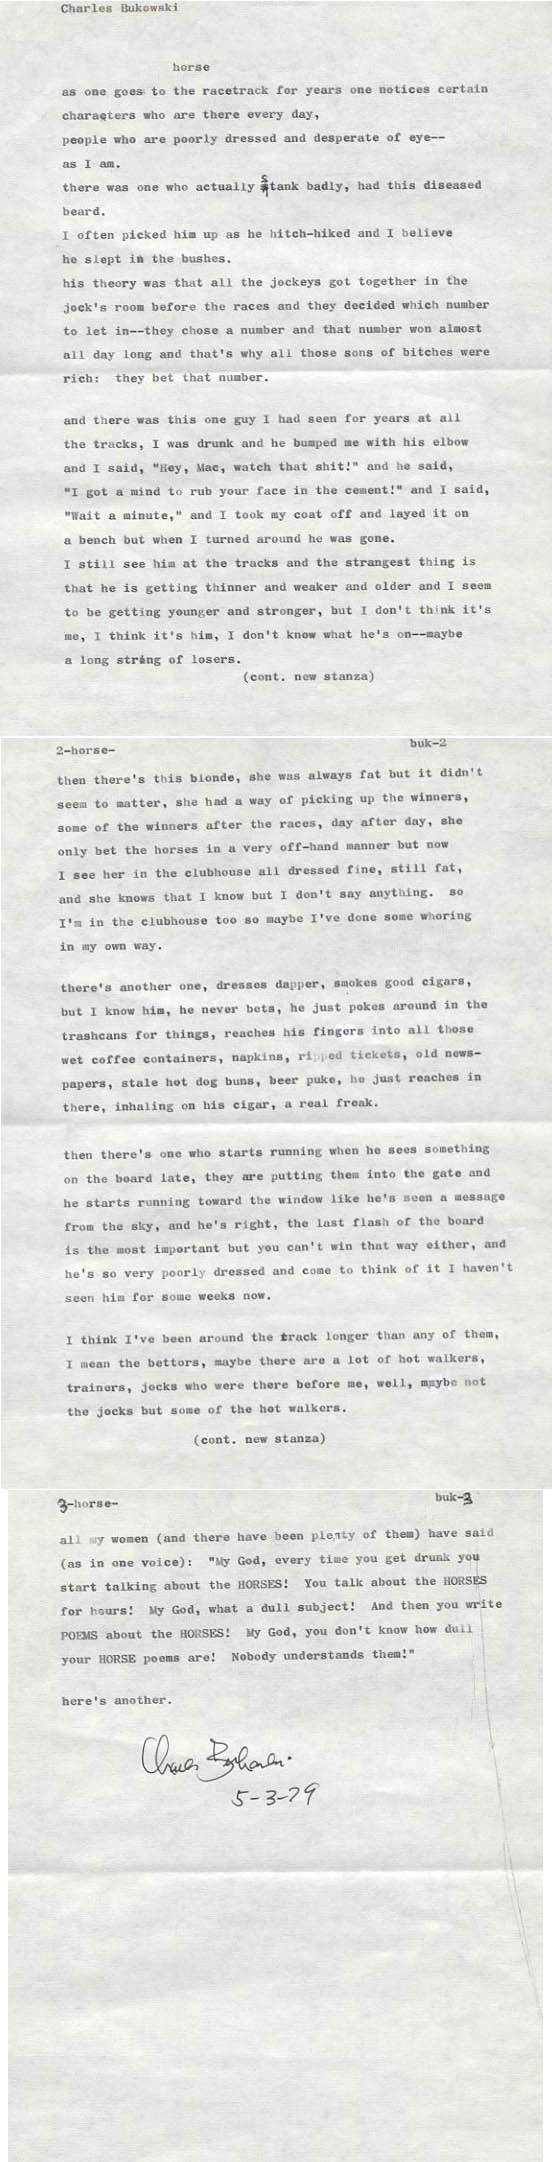 Charles Bukowski
horse
as one goes to the racetrack for years one notices certain
characters who are there every day,
people who are poorly dressed and desperate of eye--
as I am.
there was one who actually stank badly, had this diseased
beard.
I often picked him up as he hitch-hiked and I believe
he slept in the bushes.
his theory was that all the jockeys got together in the
jock's room before the races and they decided which number
to let in--they chose a number and that number won almost
all day long and that's why all those sons of bitches were
rich: they bet that number.
and there was this one guy I had seen for years at all
the tracks, I was drunk and he bumped me with his elbow
and I said, "Hey, Mac, watch that shit!" and he said,
"I got a mind to rub your face in the cement!" and I said,
"Wait a minute," and I took my coat off and layed it on
a bench but when I turned around he was gone.
I still see him at the tracks and the strangest thing is
that he is getting thinner and weaker and older and I seem
to be getting younger and stronger, but I don't think it's
me, I think it's him, I don't know what he's on--maybe
a long string of losers.
(cont. new stanza)
2-horse- buk-2
then there's this blonde, she was always fat but it didn't
seem to matter, she had a way of picking up the winners,
some of the winners after the races, day after day, she
only bet the horses in a very off-hand manner but now
I see her in the clubhouse all dressed fine, still fat,
and she knows that I know but I don't say anything. so
I'm in the clubhouse too so maybe I've done some whoring
in my own way.
there's another one, dresses dapper, smokes good cigars,
but I know him, he never bets, he just pokes around in the
trashcans for things, reaches his fingers into all those
wet coffee containers, napkins, ripped tickets, old news-
papers, stale hot dog buns, beer puke, he just reaches in
there, inhaling on his cigar, a real freak.
then there's one who starts running when he sees something
on the board late, they are putting them into the gate and
he starts running toward the window like he's seen a message
from the sky, and he's right, the last flash of the board
is the most important but you can't win that way either, and
he's so very poorly dressed and come to think of it I haven't
seen him for some weeks now.
I think I've been around the track longer than any of them,
I mean the bettors, maybe there are a lot of hot walkers,
trainers, jocks who were there before me, well, maybe not
the jocks but some of the hot walkers.
(cont. new stanza)
3-horse- buk-3
all my women (and there have been plenty of them) have said
(as in one voice): "My God, every time you get drunk you
start talking about the HORSES! You talk about the HORSES
for hours! My God, what a dull subject! And then you write
POEMS about the HORSES! My God, you don't know how dull
your HORSE poems are! Nobody understands them!"
here's another.
Charles Bukowski.
5-3-79